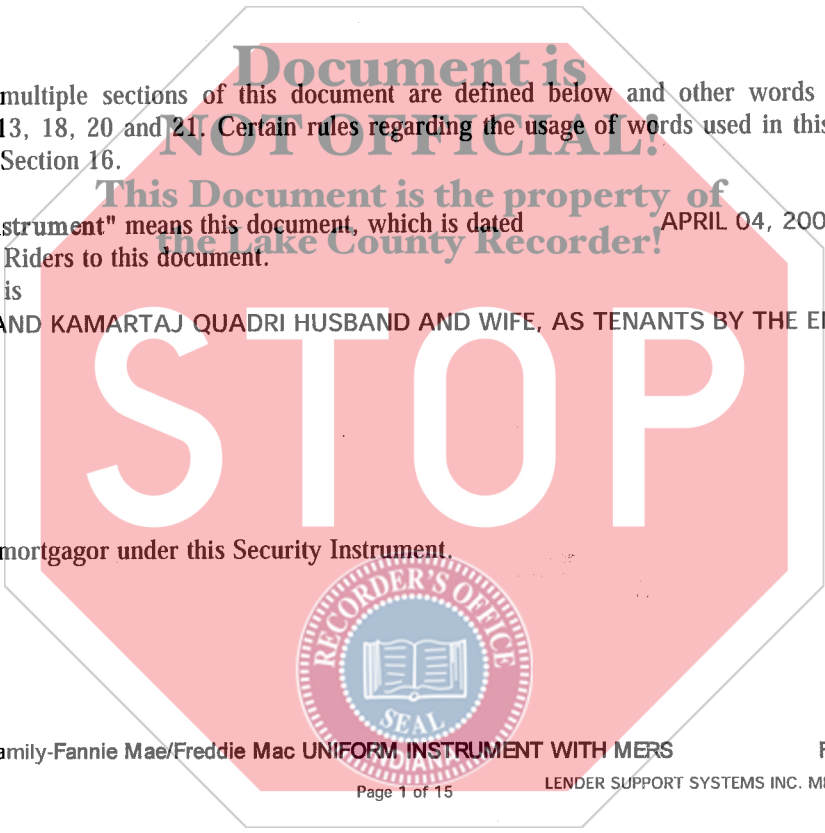 Document is
multiple sections of this document are defined below and other words
13, 18, 20 and 21. Certain rules regarding the usage of words used in this
NOT OFFICIAL!
Section 16.
This Document is the property of
strument" means this document, which is dated APRIL 04, 200
the Lake County Recorder!
Riders to this document.
is
AND KAMARTAJ QUADRI HUSBAND AND WIFE, AS TENANTS BY THE
STOP
mortgagor under this Security Instrument.
RECORDER'S OFFICE
SEAL
INDIANA
amily-Fannie Mae/Freddie Mac UNIFORM INSTRUMENT WITH MERS
Page 1 of 15
LENDER SUPPORT SYSTEMS INC.